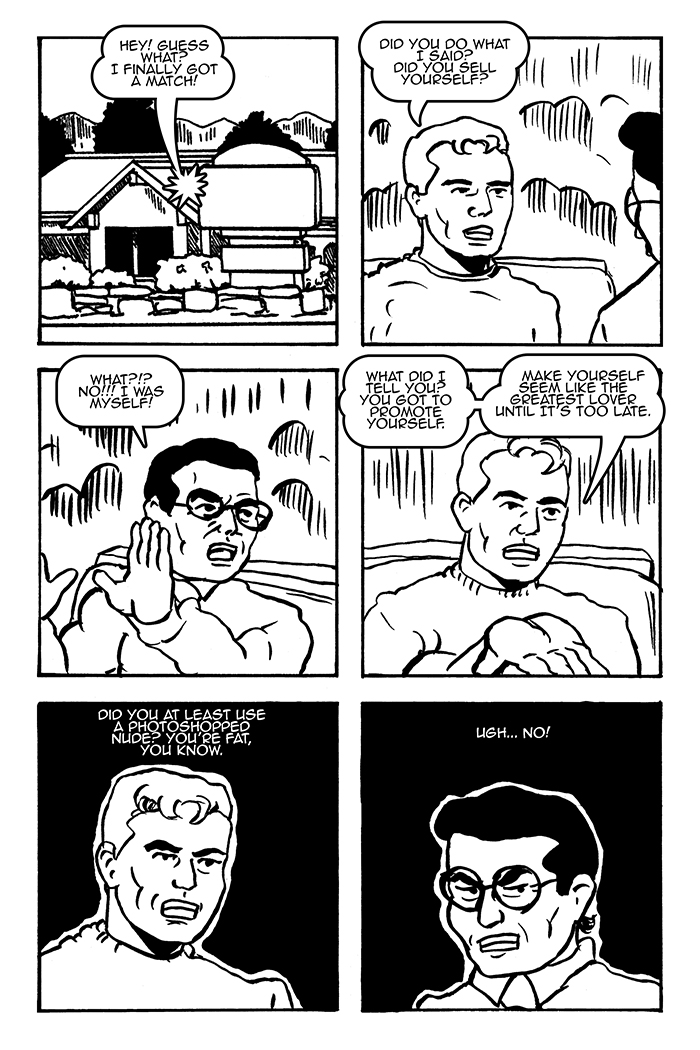 HEY! GUESS
WHAT?
I FINALLY GOT
A MATCH!
DID YOU DO WHAT
I SAID?
DID YOU SELL
YOURSELF?
WHAT?!?
NO!!! I WAS
MYSELF!
WHAT DID I
TELL YOU?
YOU GOT TO
PROMOTE
YOURSELF.
MAKE YOURSELF
SEEM LIKE THE
GREATEST LOVER
UNTIL IT'S TOO LATE.
DID YOU AT LEAST USE
A PHOTOSHOPPED
NUDE? YOU'RE FAT,
YOU KNOW.
UGH... NO!